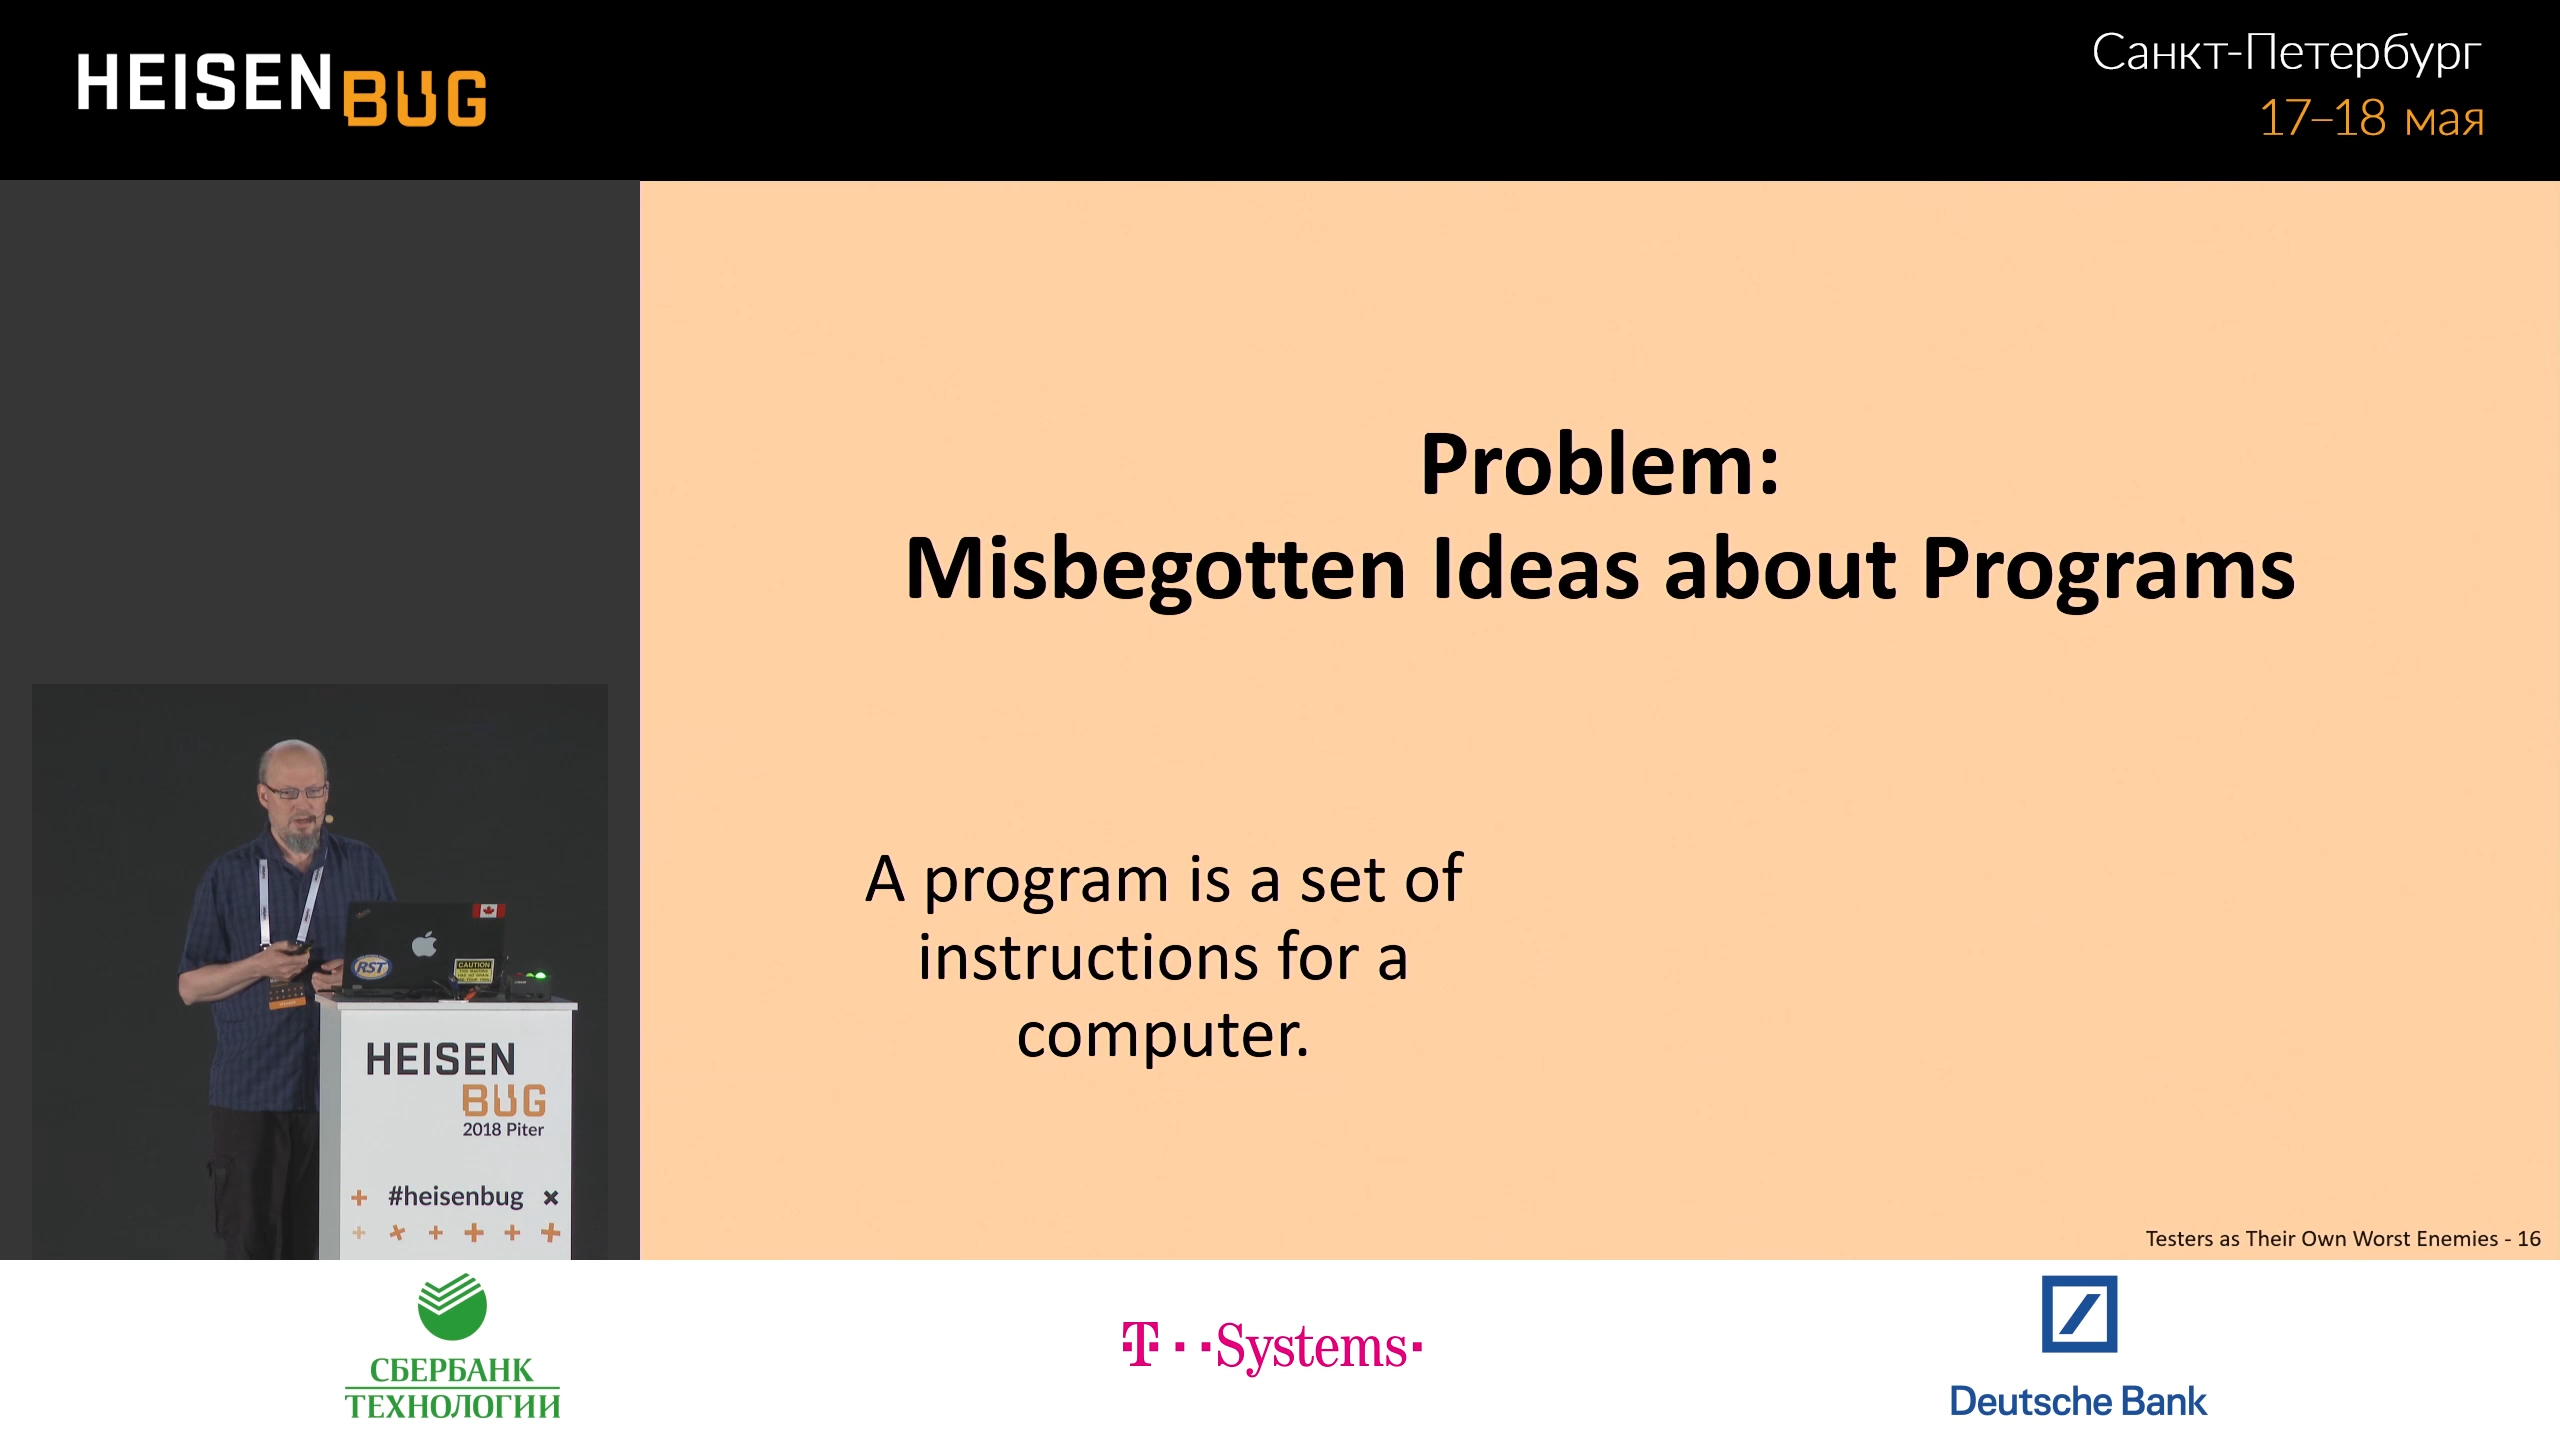 HEISENBUG
Санкт-Петербург
17–18 мая
Problem:
Misbegotten Ideas about Programs
A program is a set of
instructions for a
computer.
Testers as Their Own Worst Enemies - 16
RST
CAUTION
HEISEN
BUG
2018 Piter
#heisenbug
СБЕРБАНК
ТЕХНОЛОГИИ
T··Systems·
Deutsche Bank